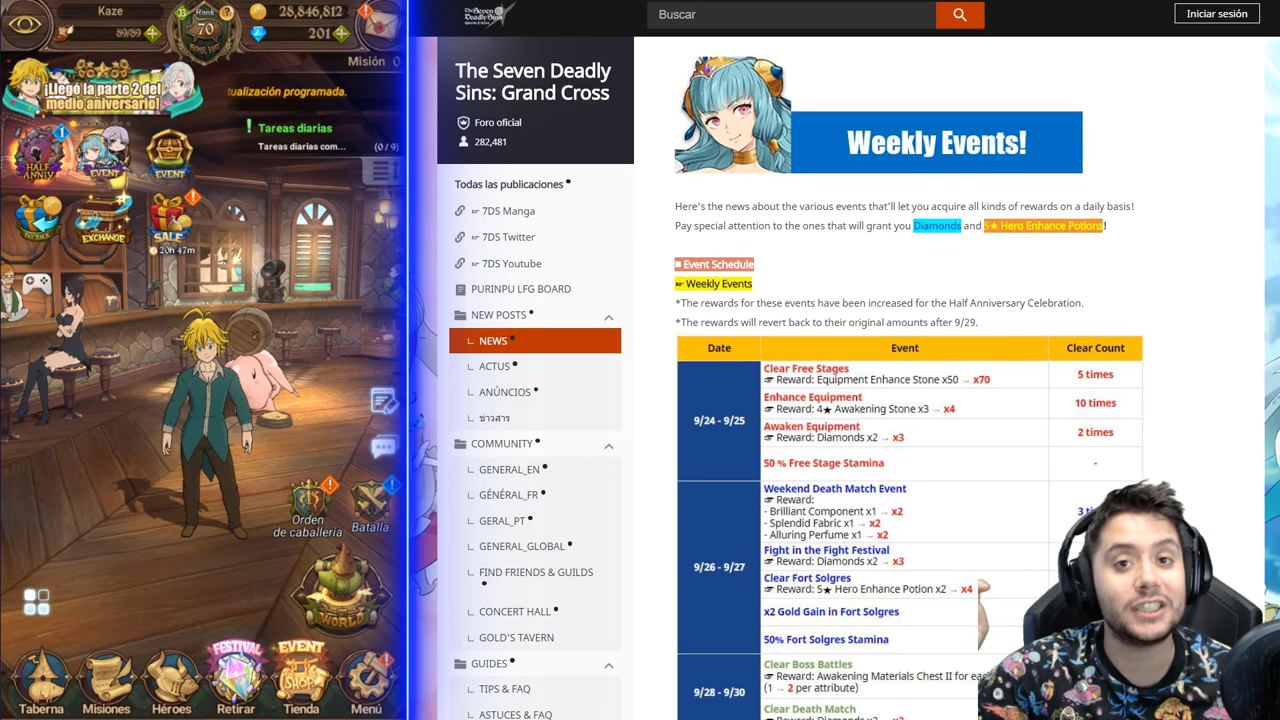 Kaze
Rank
70
28,846,812
89/89
201
Misión 0
¡Llegó la parte 2 del
medio aniversario!
tualización programada.
Tareas diarias
Tareas diarias com... (0/9)
HALF
ANNIV
1
EVENT
EVENT
PAY BACK
EXCHANGE
SALE
20h 47m
Orden
de caballería
Batalla
WORLD
FESTIVAL
EVENT
SHOP
Taberna
Misiones
Héroes
Retirar
Tienda
Menú
The Seven
Deadly Sins
GRAND CROSS
Buscar
Iniciar sesión
The Seven Deadly
Sins: Grand Cross
Foro oficial
282,481
Todas las publicaciones
☞ 7DS Manga
☞ 7DS Twitter
☞ 7DS Youtube
PURINPU LFG BOARD
NEW POSTS
NEWS
ACTUS
ANÚNCIOS
ข่าวสาร
COMMUNITY
GENERAL_EN
GÉNÉRAL_FR
GERAL_PT
GENERAL_GLOBAL
FIND FRIENDS & GUILDS
CONCERT HALL
GOLD'S TAVERN
GUIDES
TIPS & FAQ
ASTUCES & FAQ
Weekly Events!
Here's the news about the various events that'll let you acquire all kinds of rewards on a daily basis!
Pay special attention to the ones that will grant you Diamonds and 5★ Hero Enhance Potions!
■ Event Schedule
☞ Weekly Events
*The rewards for these events have been increased for the Half Anniversary Celebration.
*The rewards will revert back to their original amounts after 9/29.
Date Event Clear Count
9/24 - 9/25
Clear Free Stages
☞ Reward: Equipment Enhance Stone x50 → x70
5 times
Enhance Equipment
☞ Reward: 4★ Awakening Stone x3 → x4
10 times
Awaken Equipment
☞ Reward: Diamonds x2 → x3
2 times
50 % Free Stage Stamina -
9/26 - 9/27
Weekend Death Match Event
☞ Reward:
- Brilliant Component x1 → x2
- Splendid Fabric x1 → x2
- Alluring Perfume x1 → x2
3
Fight in the Fight Festival
☞ Reward: Diamonds x2 → x3
Clear Fort Solgres
☞ Reward: 5★ Hero Enhance Potion x2 → x4
x2 Gold Gain in Fort Solgres
50% Fort Solgres Stamina
9/28 - 9/30
Clear Boss Battles
☞ Reward: Awakening Materials Chest II for eac
(1 → 2 per attribute)
Clear Death Match